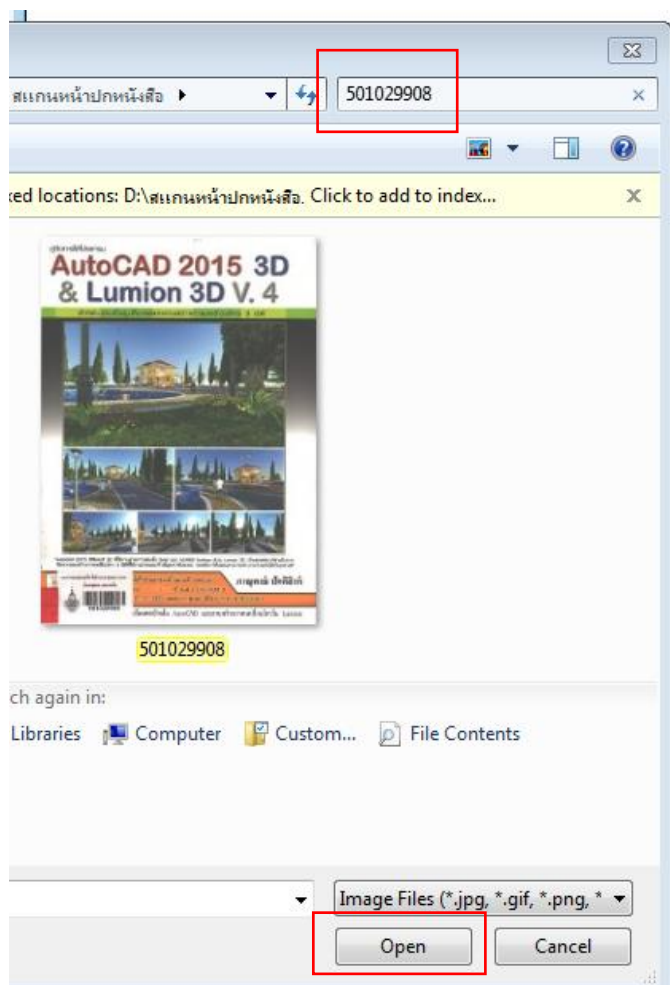 สแกนหน้าปกหนังสือ
501029908
ked locations: D:\สแกนหน้าปกหนังสือ. Click to add to index...
AutoCAD 2015 3D
& Lumion 3D V. 4
501029908
ch again in:
Libraries Computer Custom... File Contents
Image Files (*.jpg, *.gif, *.png, *
Open Cancel